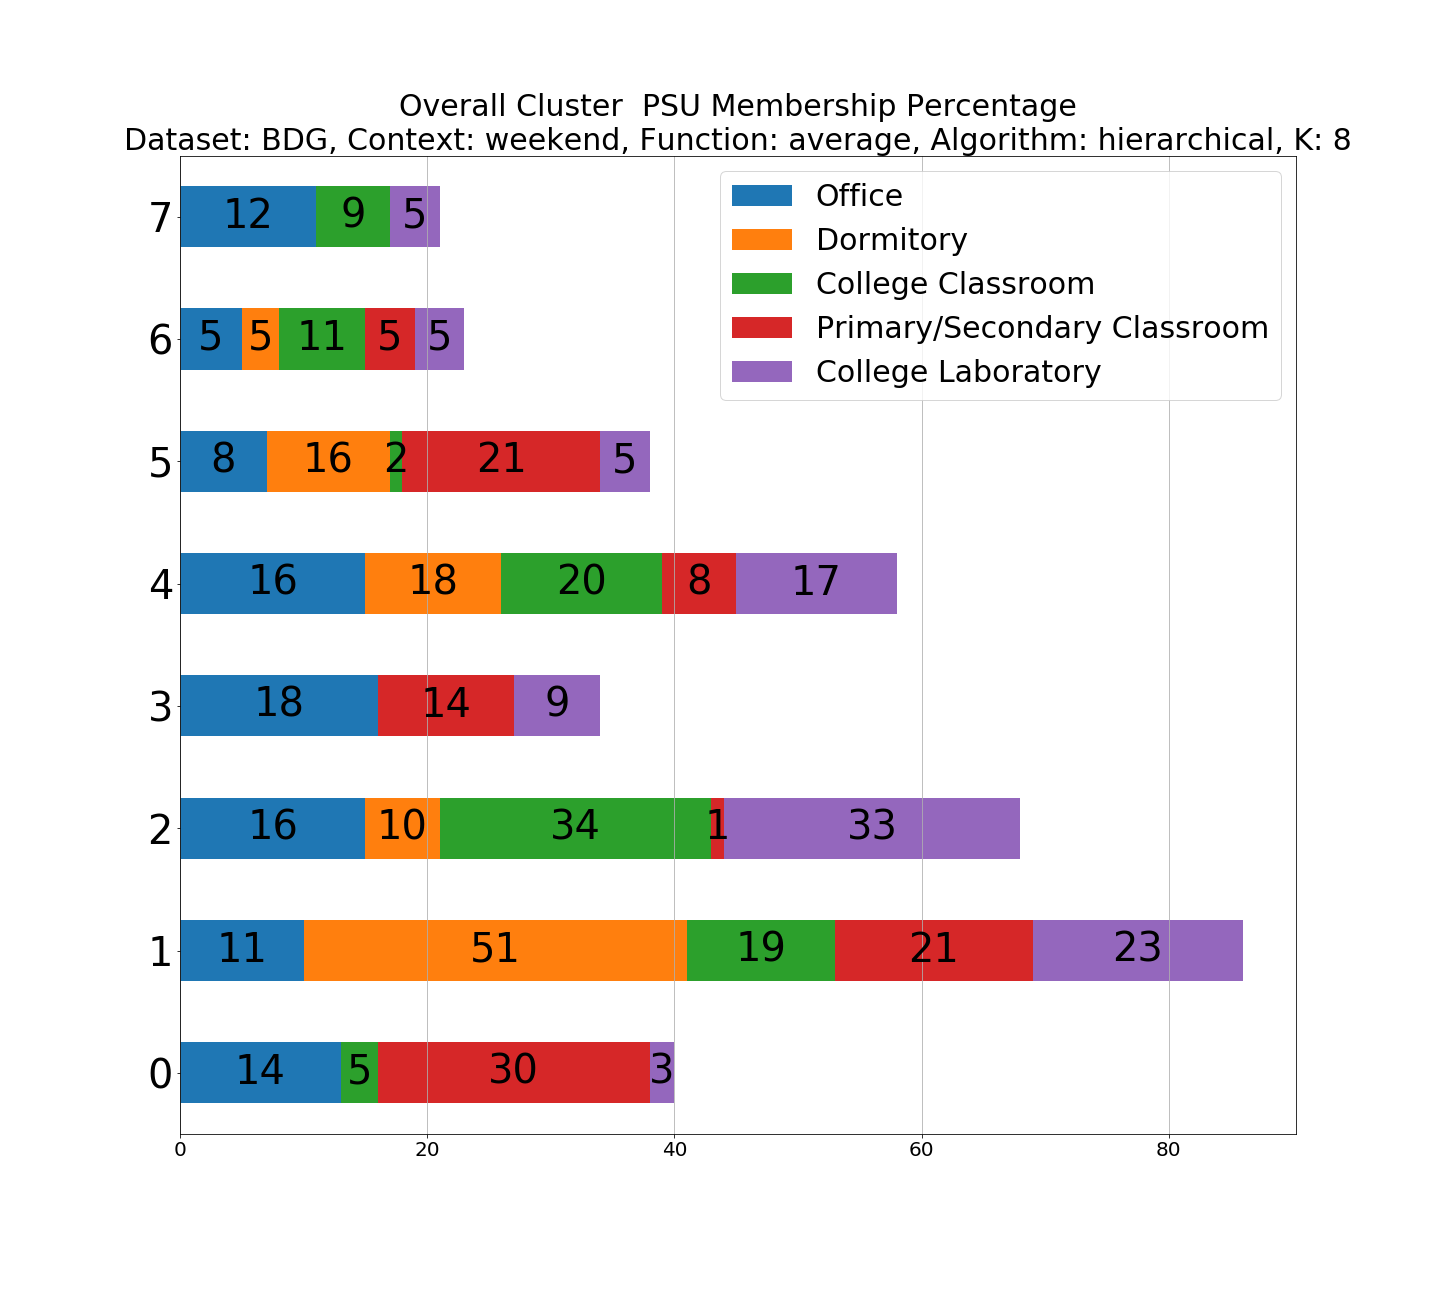 Overall Cluster  PSU Membership Percentage
Dataset: BDG, Context: weekend, Function: average, Algorithm: hierarchical, K: 8
Office
Dormitory
College Classroom
Primary/Secondary Classroom
College Laboratory
7 12 9 5
6 5 5 11 5 5
5 8 16 2 21 5
4 16 18 20 8 17
3 18 14 9
2 16 10 34 1 33
1 11 51 19 21 23
0 14 5 30 3
0 20 40 60 80